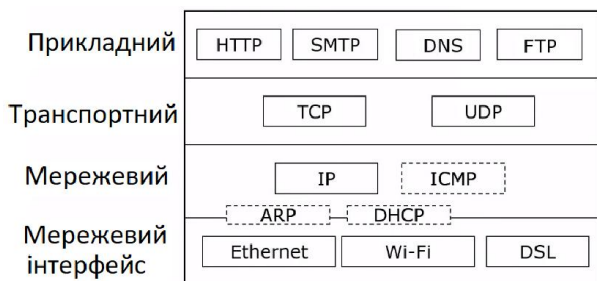 Прикладний HTTP SMTP DNS FTP
Транспортний TCP UDP
Мережевий IP ICMP
ARP DHCP
Мережевий
інтерфейс
Ethernet Wi-Fi DSL